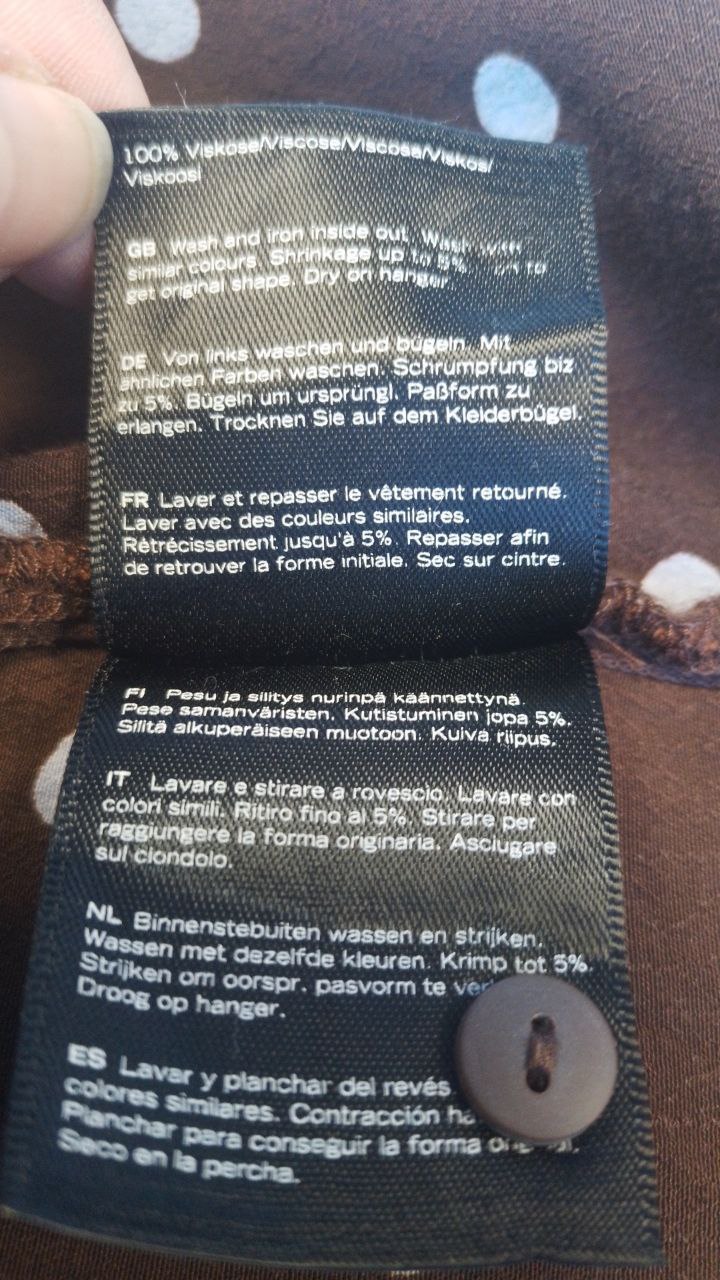 100% Viskose/Viscose/Viscosa/Viskos/
Viskoosi
GB Wash and iron inside out. Wash with
similar colours. Shrinkage up to 5%. to
get original shape. Dry on hanger
DE Von links waschen und bügeln. Mit
ähnlichen Farben waschen. Schrumpfung biz
zu 5%. Bügeln um ursprüngl. Paßform zu
erlangen. Trocknen Sie auf dem Kleiderbügel.
FR Laver et repasser le vêtement retourné.
Laver avec des couleurs similaires.
Rétrécissement jusqu'à 5%. Repasser afin
de retrouver la forme initiale. Sec sur cintre.
FI Pesu ja silitys nurinpä käännettynä
Pese samanväristen. Kutistuminen jopa 5%.
Silitä alkuperäiseen muotoon. Kuiva riipus.
IT Lavare e stirare a rovescio. Lavare con
colori simili. Ritiro fino al 5%. Stirare per
raggiungere la forma originaria. Asciugare
sul ciondolo.
NL Binnenstebuiten wassen en strijken.
Wassen met dezelfde kleuren. Krimp tot 5%.
Strijken om oorspr. pasvorm te
Droog op hanger.
ES Lavar y planchar del revés
colores similares. Contracción
Planchar para conseguir la forma
Seco en la percha.